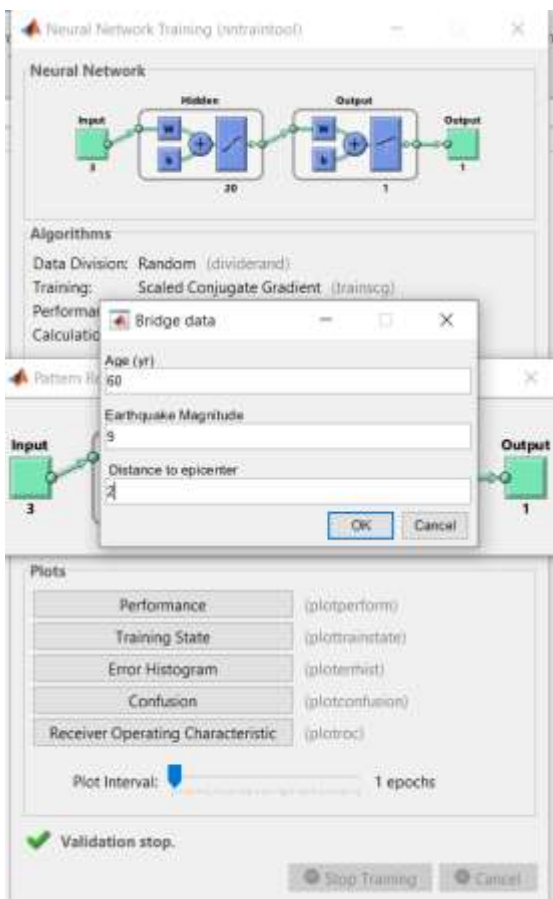 Neural Network Training (nntraintool)
Neural Network
Hidden
Output
Input
Output
W
W
b
b
3
20
1
1
Algorithms
Data Division: Random (dividerand)
Training: Scaled Conjugate Gradient (trainscg)
Performa
Calculatio
Bridge data
Age (yr)
60
Earthquake Magnitude
9
Distance to epicenter
2
OK Cancel
Pattern Re
Input
Output
3
1
Plots
Performance (plotperform)
Training State (plottrainstate)
Error Histogram (ploterrhist)
Confusion (plotconfusion)
Receiver Operating Characteristic (plotroc)
Plot Interval: 1 epochs
Validation stop.
Stop Training Cancel